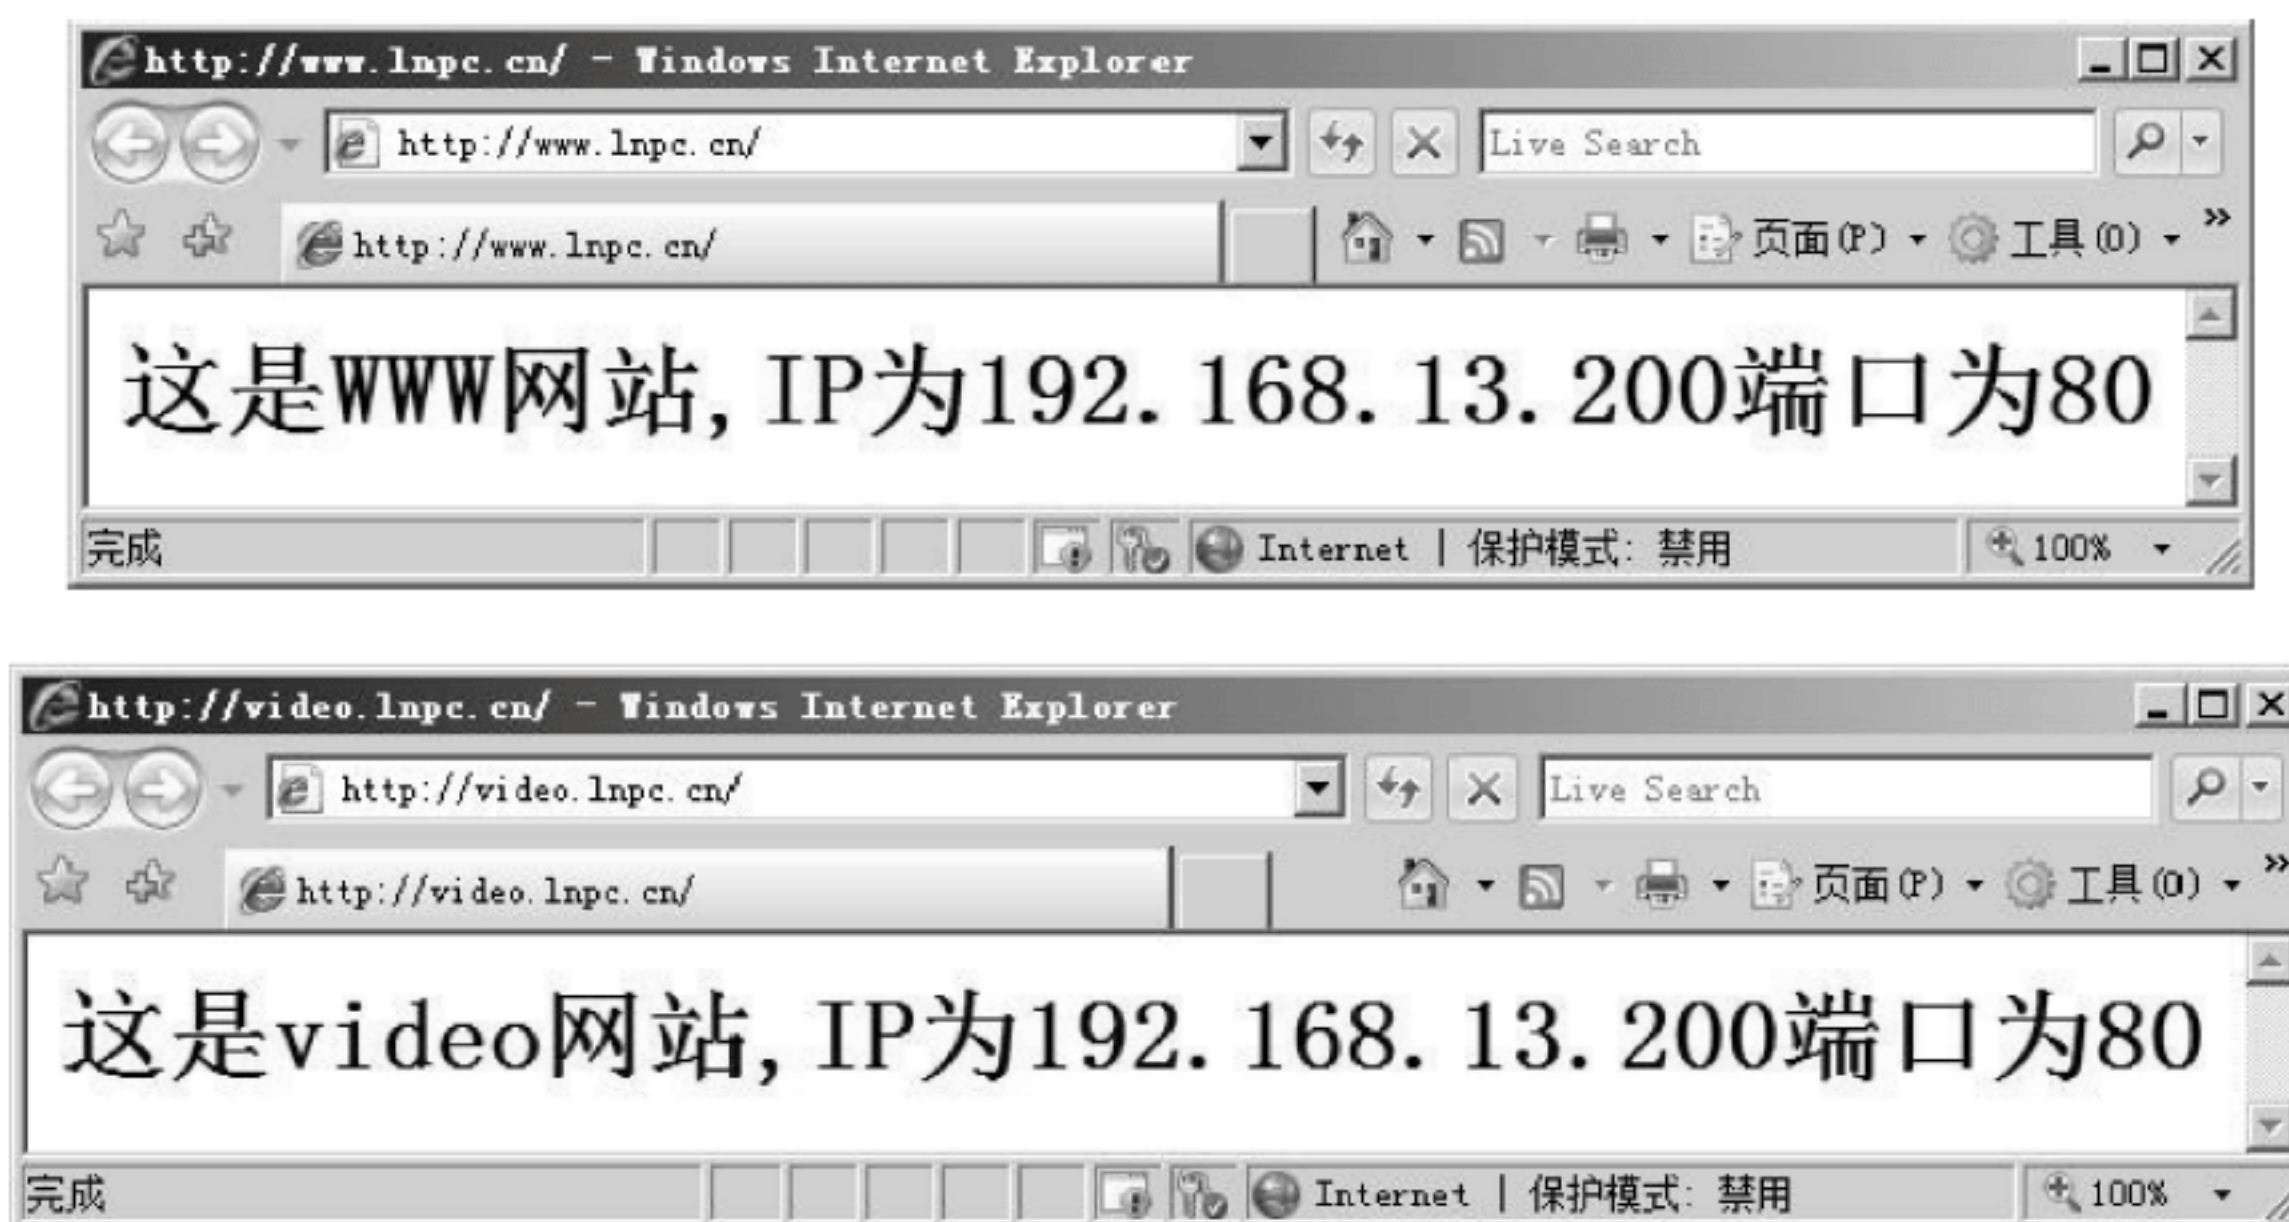 http://www.lnpc.cn/ - Windows Internet Explorer
http://www.lnpc.cn/
Live Search
http://www.lnpc.cn/
页面(P)
工具(O)
这是WWW网站,IP为192.168.13.200端口为80
完成
Internet | 保护模式: 禁用
100%
http://video.lnpc.cn/ - Windows Internet Explorer
http://video.lnpc.cn/
Live Search
http://video.lnpc.cn/
页面(P)
工具(O)
这是video网站,IP为192.168.13.200端口为80
完成
Internet | 保护模式: 禁用
100%